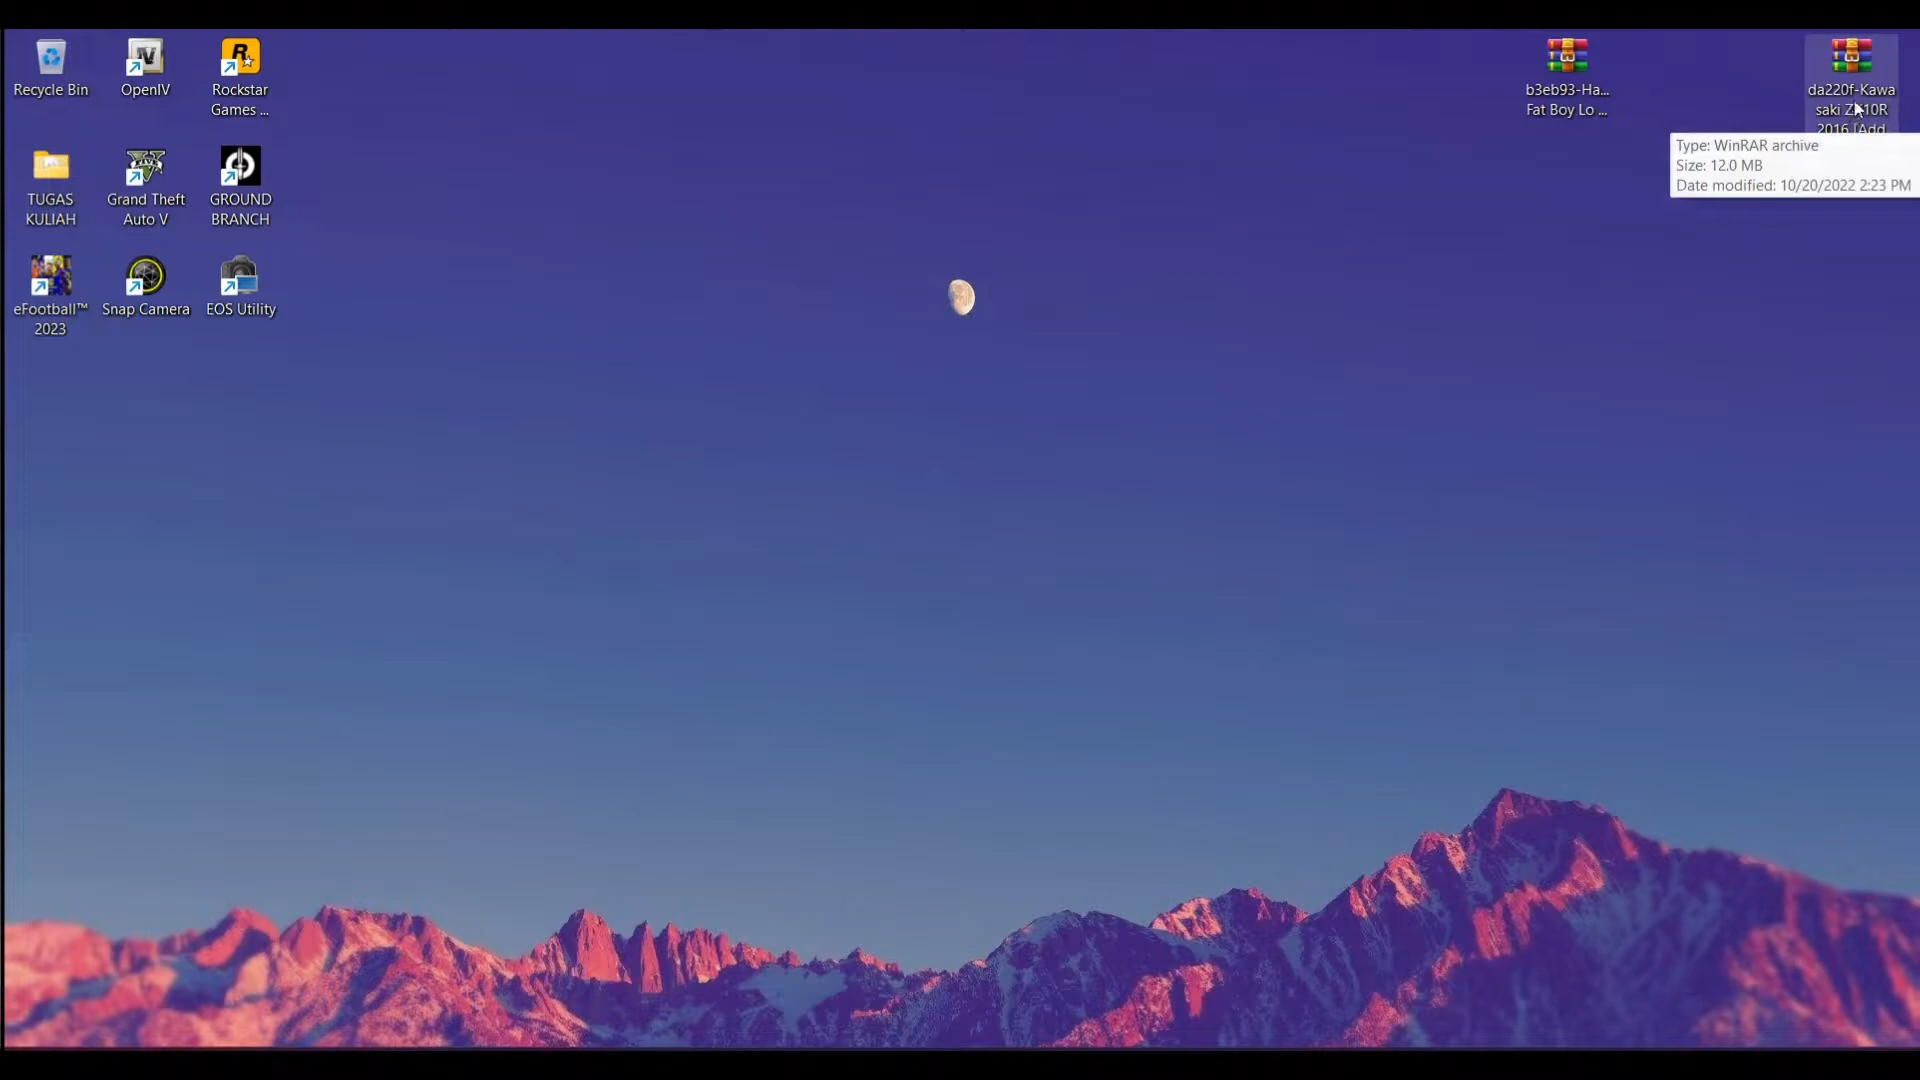 Recycle Bin
OpenIV
Rockstar
Games ...
TUGAS
KULIAH
Grand Theft
Auto V
GROUND
BRANCH
eFootball™
2023
Snap Camera
EOS Utility
b3eb93-Ha...
Fat Boy Lo ...
da220f-Kawa
saki 10R
2016 [Add
Type: WinRAR archive
Size: 12.0 MB
Date modified: 10/20/2022 2:23 PM